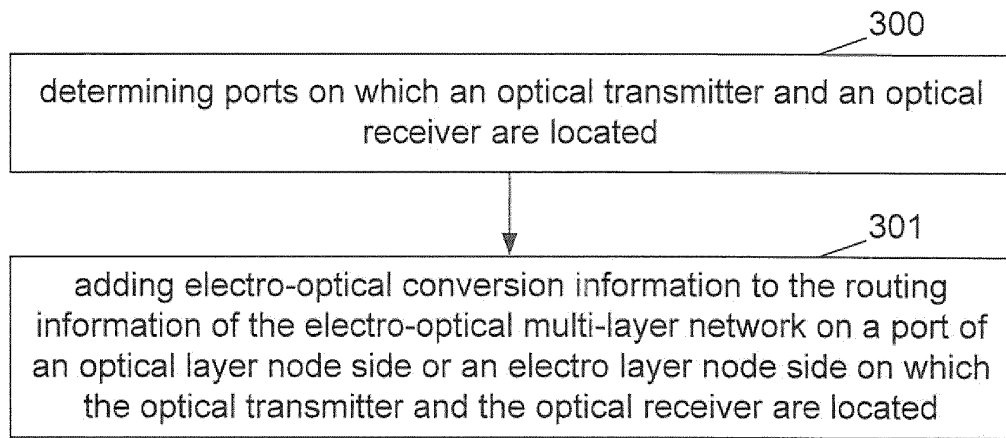 300
determining ports on which an optical transmitter and an optical
receiver are located
301
adding electro-optical conversion information to the routing
information of the electro-optical multi-layer network on a port of
an optical layer node side or an electro layer node side on which
the optical transmitter and the optical receiver are located